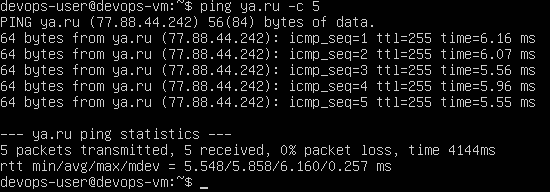 devops-user@devops-vm:~$ ping ya.ru -c 5
PING ya.ru (77.88.44.242) 56(84) bytes of data.
64 bytes from ya.ru (77.88.44.242): icmp_seq=1 ttl=255 time=6.16 ms
64 bytes from ya.ru (77.88.44.242): icmp_seq=2 ttl=255 time=6.07 ms
64 bytes from ya.ru (77.88.44.242): icmp_seq=3 ttl=255 time=5.56 ms
64 bytes from ya.ru (77.88.44.242): icmp_seq=4 ttl=255 time=5.96 ms
64 bytes from ya.ru (77.88.44.242): icmp_seq=5 ttl=255 time=5.55 ms
--- ya.ru ping statistics ---
5 packets transmitted, 5 received, 0% packet loss, time 4144ms
rtt min/avg/max/mdev = 5.548/5.858/6.160/0.257 ms
devops-user@devops-vm:~$ _